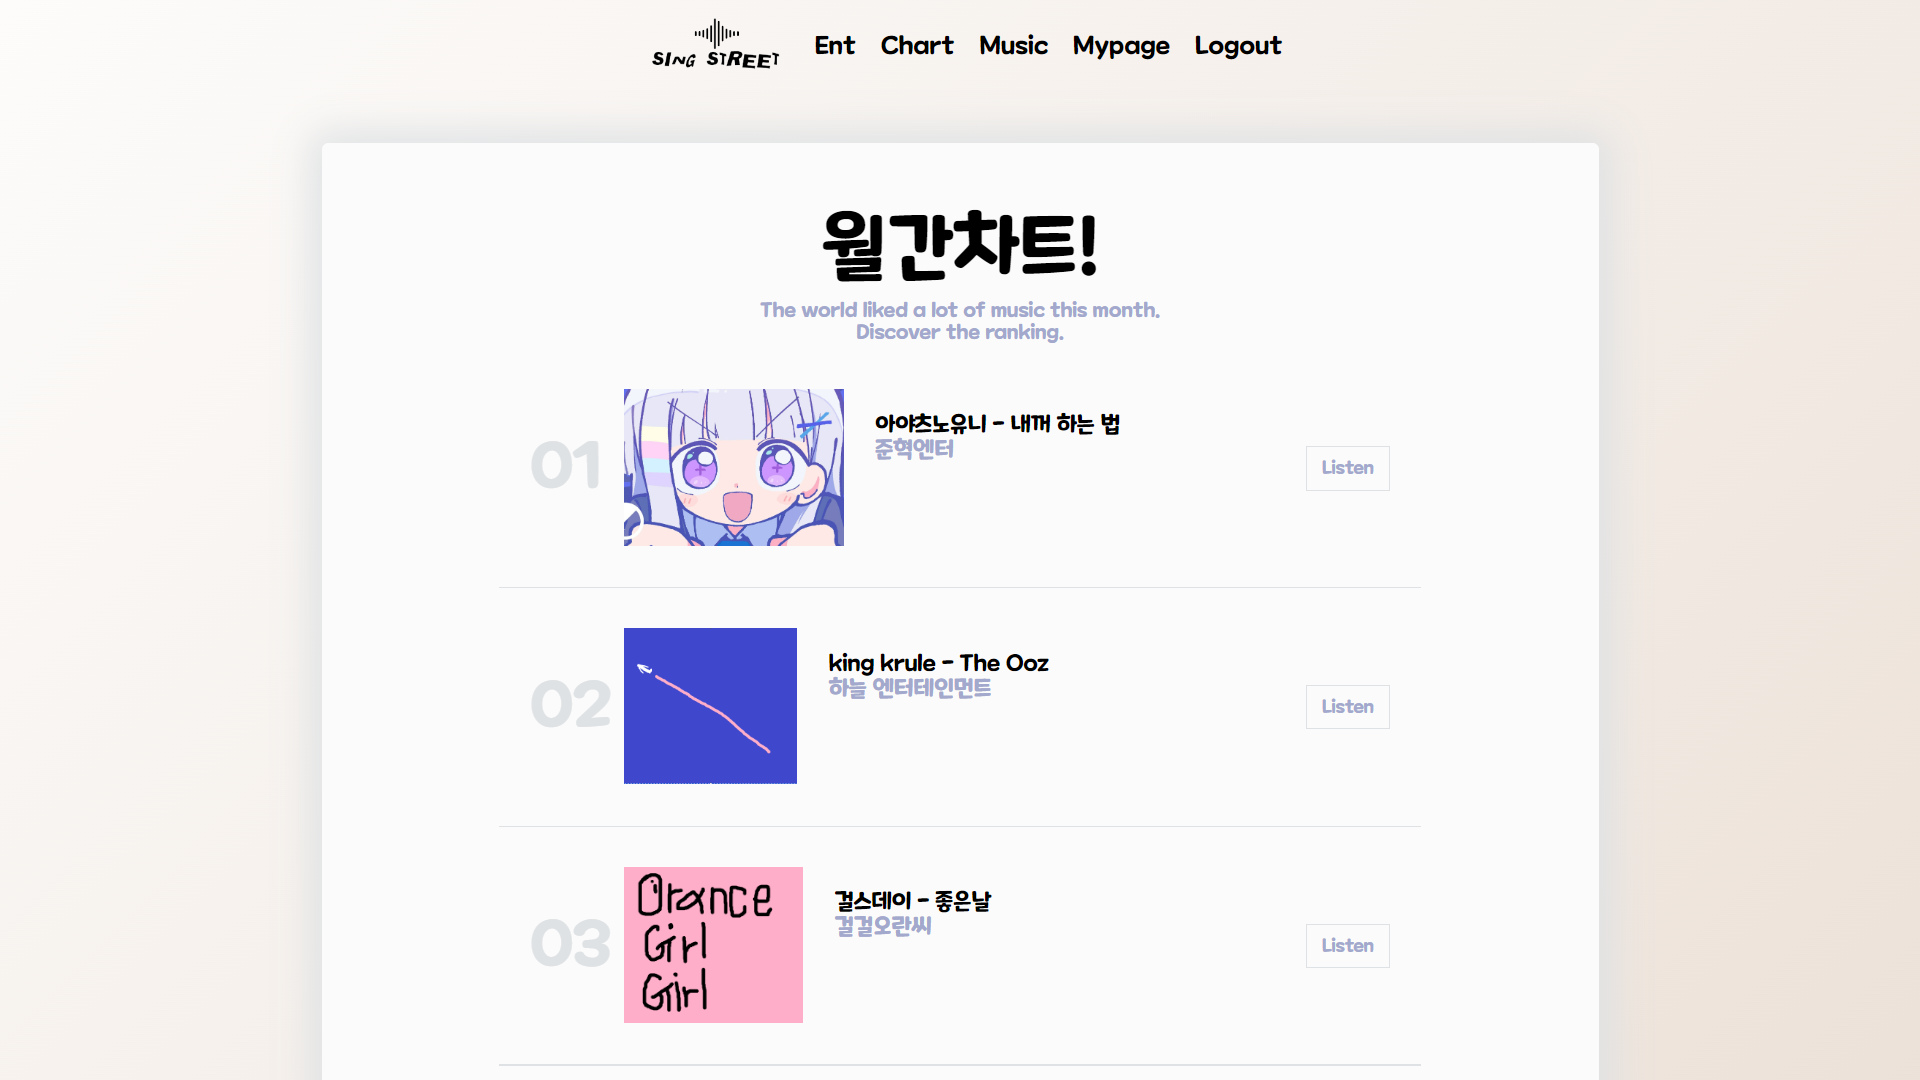 SING STREET
Ent Chart Music Mypage Logout
월간차트!
The world liked a lot of music this month.
Discover the ranking.
01
아야츠노유니 - 내꺼 하는 법
준혁엔터
Listen
02
king krule - The Ooz
하늘 엔터테인먼트
Listen
03
Orance
Girl
Girl
걸스데이 - 좋은날
걸걸오란씨
Listen